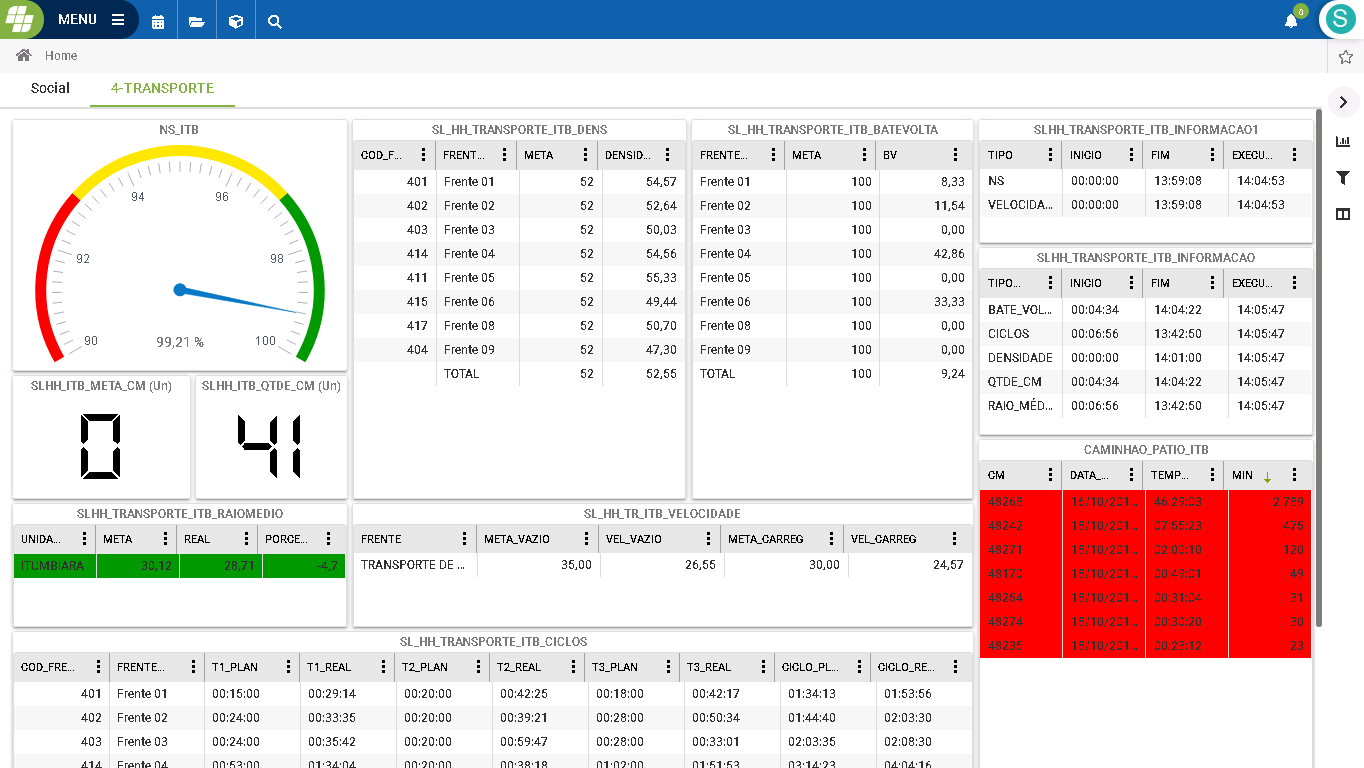 MENU
0
S
Home
Social
4-TRANSPORTE
NS_ITB
90
92
94
96
98
100
99,21 %
SLHH_ITB_META_CM (Un)
0
SLHH_ITB_QTDE_CM (Un)
41
SL_HH_TRANSPORTE_ITB_DENS
COD_F... FRENT... META DENSID...
401 Frente 01 52 54,57
402 Frente 02 52 52,64
403 Frente 03 52 50,03
414 Frente 04 52 54,56
411 Frente 05 52 55,33
415 Frente 06 52 49,44
417 Frente 08 52 50,70
404 Frente 09 52 47,30
TOTAL 52 52,55
SL_HH_TRANSPORTE_ITB_BATEVOLTA
FRENTE... META BV
Frente 01 100 8,33
Frente 02 100 11,54
Frente 03 100 0,00
Frente 04 100 42,86
Frente 05 100 0,00
Frente 06 100 33,33
Frente 08 100 0,00
Frente 09 100 0,00
TOTAL 100 9,24
SLHH_TRANSPORTE_ITB_INFORMACAO1
TIPO INICIO FIM EXECU...
NS 00:00:00 13:59:08 14:04:53
VELOCIDA... 00:00:00 13:59:08 14:04:53
SLHH_TRANSPORTE_ITB_INFORMACAO
TIPO... INICIO FIM EXECU...
BATE_VOL... 00:04:34 14:04:22 14:05:47
CICLOS 00:06:56 13:42:50 14:05:47
DENSIDADE 00:00:00 14:01:00 14:05:47
QTDE_CM 00:04:34 14:04:22 14:05:47
RAIO_MÉD... 00:06:56 13:42:50 14:05:47
CAMINHAO_PATIO_ITB
CM DATA_... TEMP... MIN
48268 16/10/201... 46:29:03 2.789
48242 18/10/201... 07:55:23 475
48271 18/10/201... 02:00:10 120
48170 18/10/201... 00:49:01 49
48254 18/10/201... 00:31:04 31
48274 18/10/201... 00:30:20 30
48235 18/10/201... 00:23:12 23
SLHH_TRANSPORTE_ITB_RAIOMEDIO
UNIDA... META REAL PORCE...
ITUMBIARA 30,12 28,71 -4,7
SL_HH_TR_ITB_VELOCIDADE
FRENTE META_VAZIO VEL_VAZIO META_CARREG VEL_CARREG
TRANSPORTE DE ... 35,00 26,55 30,00 24,57
SL_HH_TRANSPORTE_ITB_CICLOS
COD_FRE... FRENTE... T1_PLAN T1_REAL T2_PLAN T2_REAL T3_PLAN T3_REAL CICLO_PL... CICLO_RE...
401 Frente 01 00:15:00 00:29:14 00:20:00 00:42:25 00:18:00 00:42:17 01:34:13 01:53:56
402 Frente 02 00:24:00 00:33:35 00:20:00 00:39:21 00:28:00 00:50:34 01:44:40 02:03:30
403 Frente 03 00:24:00 00:35:42 00:20:00 00:59:47 00:28:00 00:33:01 02:03:35 02:08:30
414 Frente 04 00:53:00 01:34:04 00:20:00 00:38:18 01:02:00 01:51:53 03:14:23 04:04:16